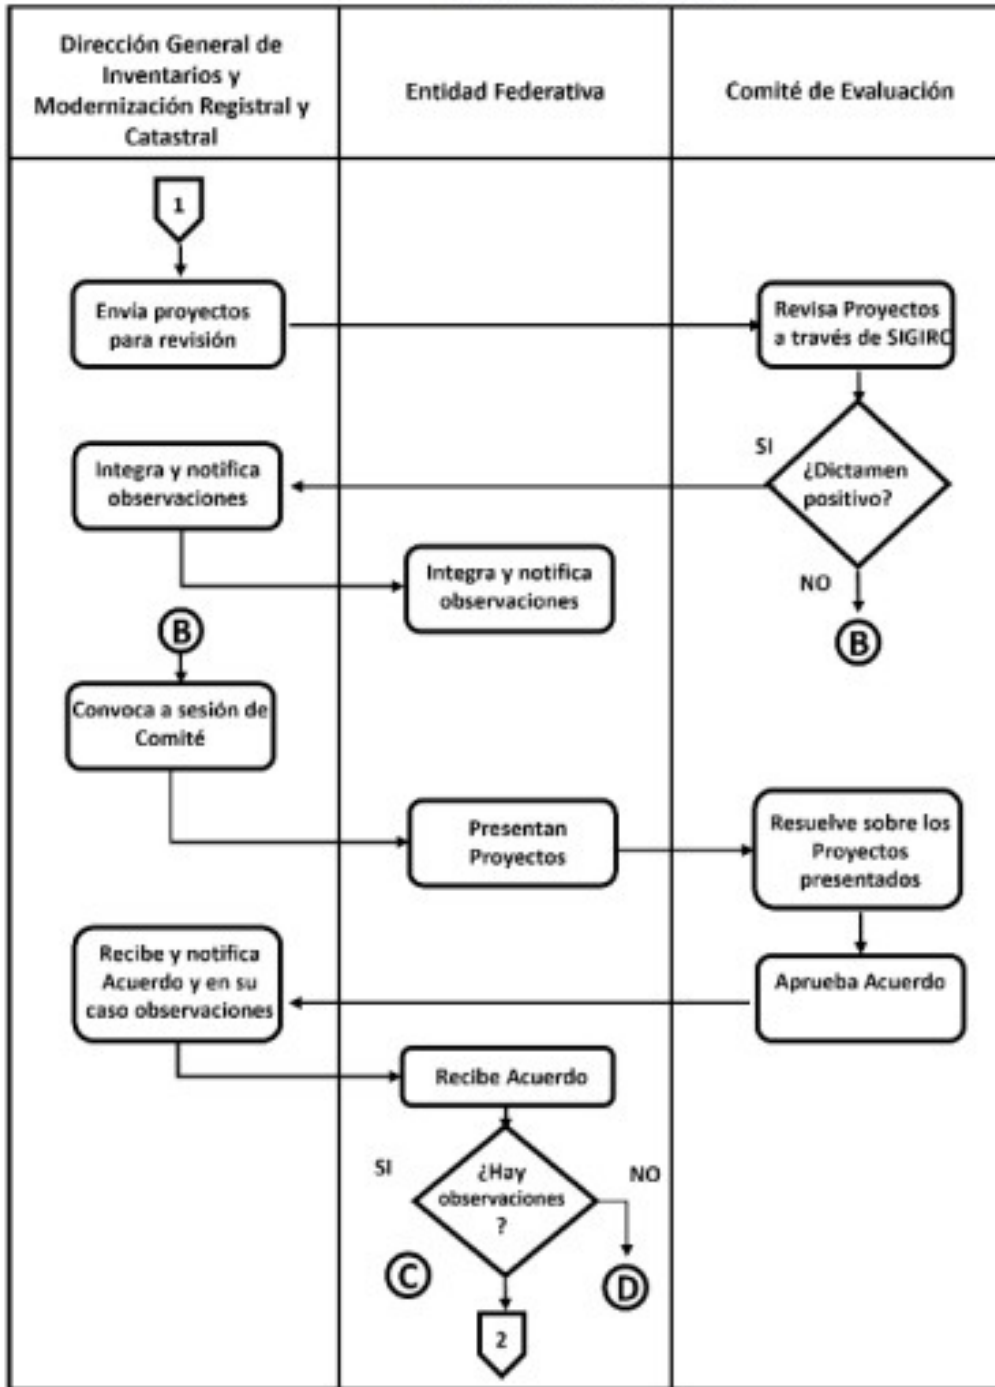 Dirección General de
Inventarios y
Modernización Registral y
Catastral
Entidad Federativa
Comité de Evaluación
1
Envía proyectos
para revisión
Revisa Proyectos
a través de SIGIRC
SI
¿Dictamen
positivo?
Integra y notifica
observaciones
Integra y notifica
observaciones
NO
B
B
Convoca a sesión de
Comité
Presentan
Proyectos
Resuelve sobre los
Proyectos
presentados
Recibe y notifica
Acuerdo y en su
caso observaciones
Aprueba Acuerdo
Recibe Acuerdo
SI
¿Hay
observaciones
?
NO
C
D
2